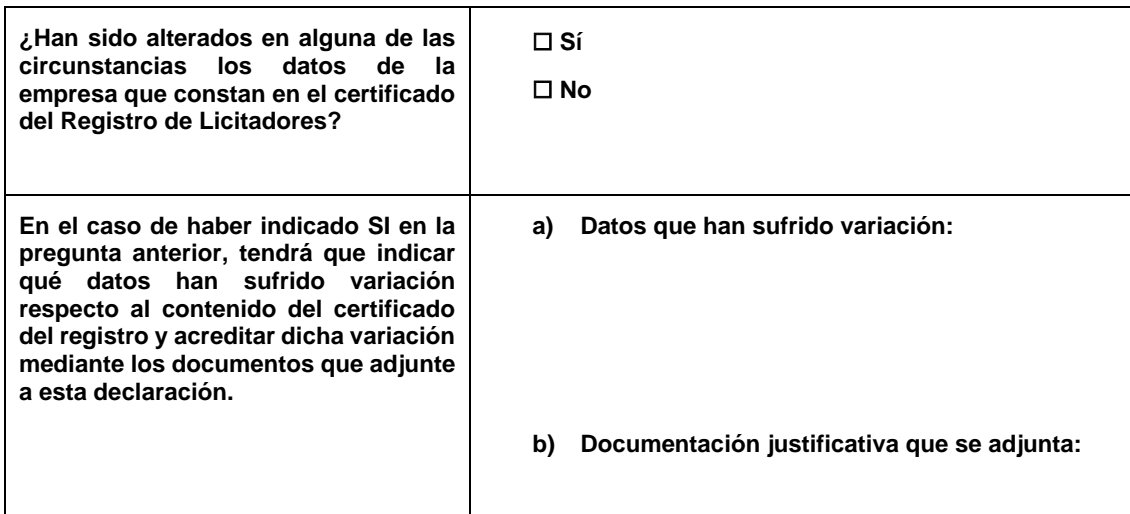 ¿Han sido alterados en alguna de las
circunstancias los datos de la
empresa que constan en el certificado
del Registro de Licitadores?
☐ Sí
☐ No
En el caso de haber indicado SI en la
pregunta anterior, tendrá que indicar
qué datos han sufrido variación
respecto al contenido del certificado
del registro y acreditar dicha variación
mediante los documentos que adjunte
a esta declaración.
a) Datos que han sufrido variación:
b) Documentación justificativa que se adjunta: